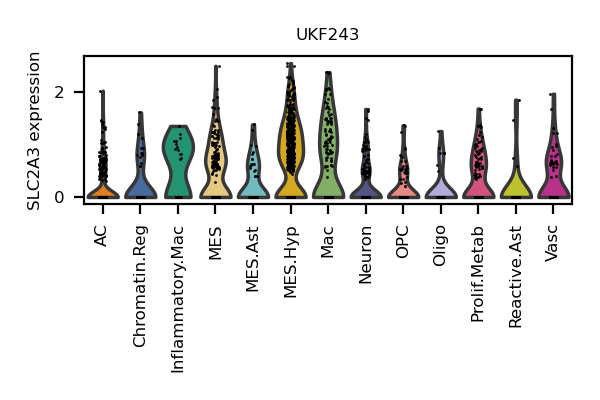 UKF243
SLC2A3 expression
2
0
AC
Chromatin.Reg
Inflammatory.Mac
MES
MES.Ast
MES.Hyp
Mac
Neuron
OPC
Oligo
Prolif.Metab
Reactive.Ast
Vasc